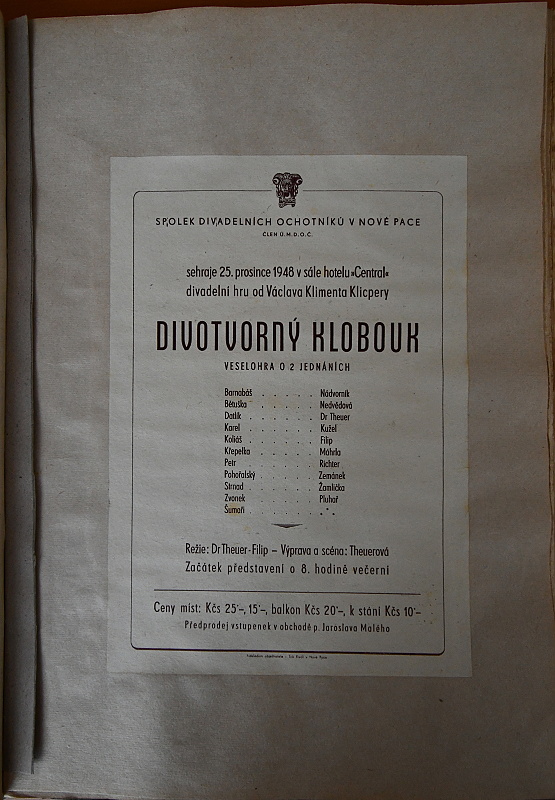 SPOLEK DIVADELNÍCH OCHOTNÍKŮ V NOVÉ PACE
ČLEN Ú.M.D.O.Č.
sehraje 25. prosince 1948 v sále hotelu »Central«
divadelní hru od Václava Klimenta Klicpery
DIVOTVORNÝ KLOBOUK
VESELOHRA O 2 JEDNÁNÍCH
Barnabáš . . . . . Nádvorník
Bětuška . . . . . Nedvědová
Datlík . . . . . Dr Theuer
Karel . . . . . Kužel
Koliáš . . . . . Filip
Křepelka . . . . . Máhrla
Petr . . . . . Richter
Pohořalský . . . . . Zemánek
Strnad . . . . . Žamlička
Zvonek . . . . . Pluhař
Šumaři . . . . . * * *
Režie: Dr Theuer-Filip – Výprava a scéna: Theuerová
Začátek představení o 8. hodině večerní
Ceny míst: Kčs 25·–, 15·–, balkon Kčs 20·–, k stání Kčs 10·–
Předprodej vstupenek v obchodě p. Jaroslava Malého